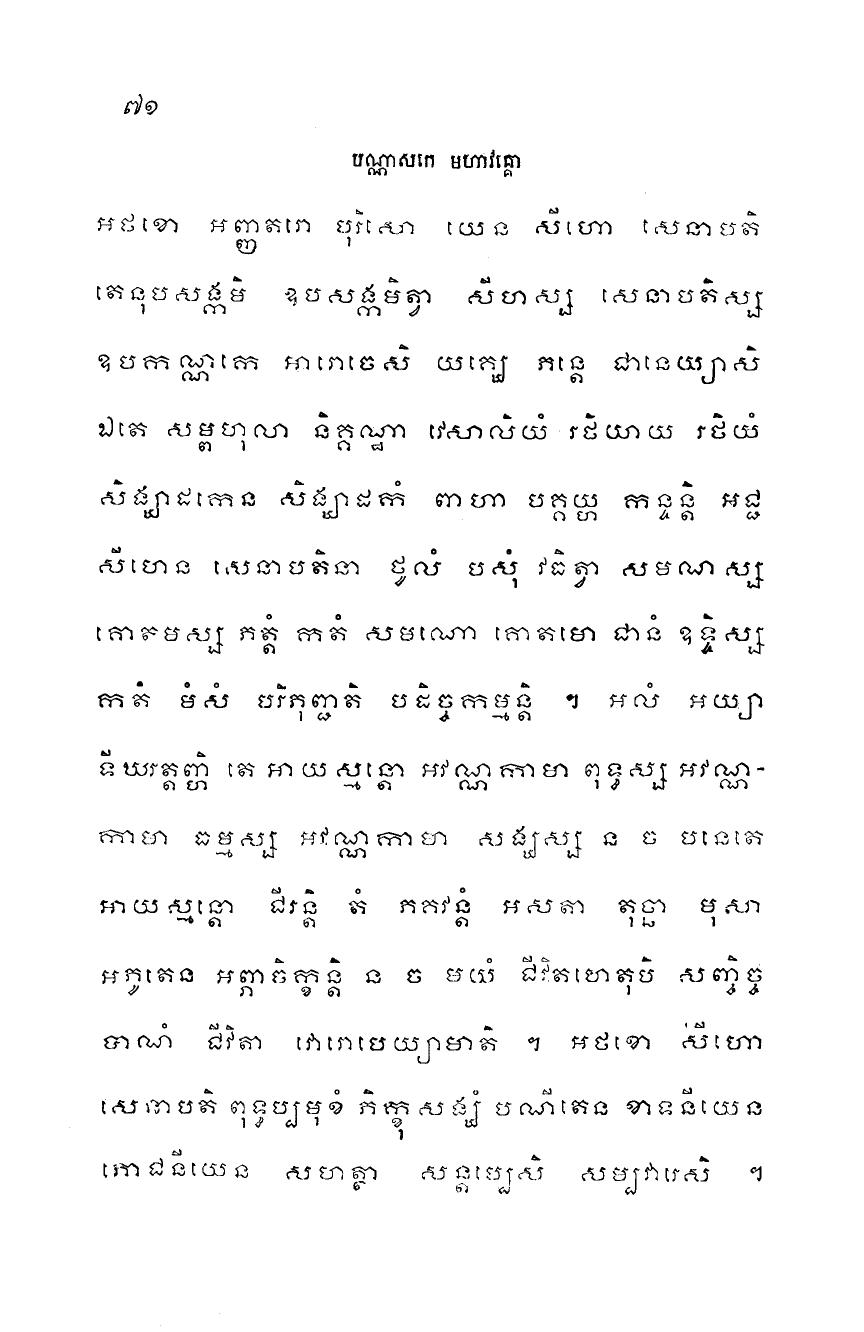 ៧១
បណ្ណាសកេ មហាវគ្គោ
អថខោ អញ្ញតរោ បុរិសោ យេន សីហោ សេនាបតិ
តេនុបសង្កមិ ឧបសង្កមិត្វា សីហស្ស សេនាបតិស្ស
ឧបកណ្ណកេ អារោចេសិ យគ្ឃេ ភន្តេ ជានេយ្យាសិ
ឯតេ សម្ពហុលា និគ្គណ្ឋា វេសាលិយំ រថិយាយ រថិយំ
សិង្ឃាដកេន សិង្ឃាដកំ ពាហា បគ្គយ្ហ កន្ទន្តិ អជ្ជ
សីហេន សេនាបតិនា ថូលំ បសុំ វធិត្វា សមណស្ស
គោតមស្ស ភត្តំ កតំ សមណោ គោតមោ ជានំ ឧទ្ទិស្ស
កតំ មំសំ បរិភុញ្ជតិ បដិច្ចកម្មន្តិ ។ អលំ អយ្យា
ទីឃរត្តញ្ហិ តេ អាយស្មន្តោ អវណ្ណកាមា ពុទ្ធស្ស អវណ្ណ-
កាមា ធម្មស្ស អវណ្ណកាមា សង្ឃស្ស ន ច បនេតេ
អាយស្មន្តោ ជីរន្តិ តំ ភគវន្តំ អសតា តុច្ឆា មុសា
អភូតេន អព្ភាចិក្ខន្តិ ន ច មយំ ជីវិតហេតុបិ សញ្ចិច្ច
បាណំ ជីវិតា វោរោបេយ្យាមាតិ ។ អថខោ សីហោ
សេនាបតិ ពុទ្ធប្បមុខំ ភិក្ខុសង្ឃំ បណីតេន ខាទនីយេន
ភោជនីយេន សហត្ថា សន្តប្បេសិ សម្បវារេសិ ។